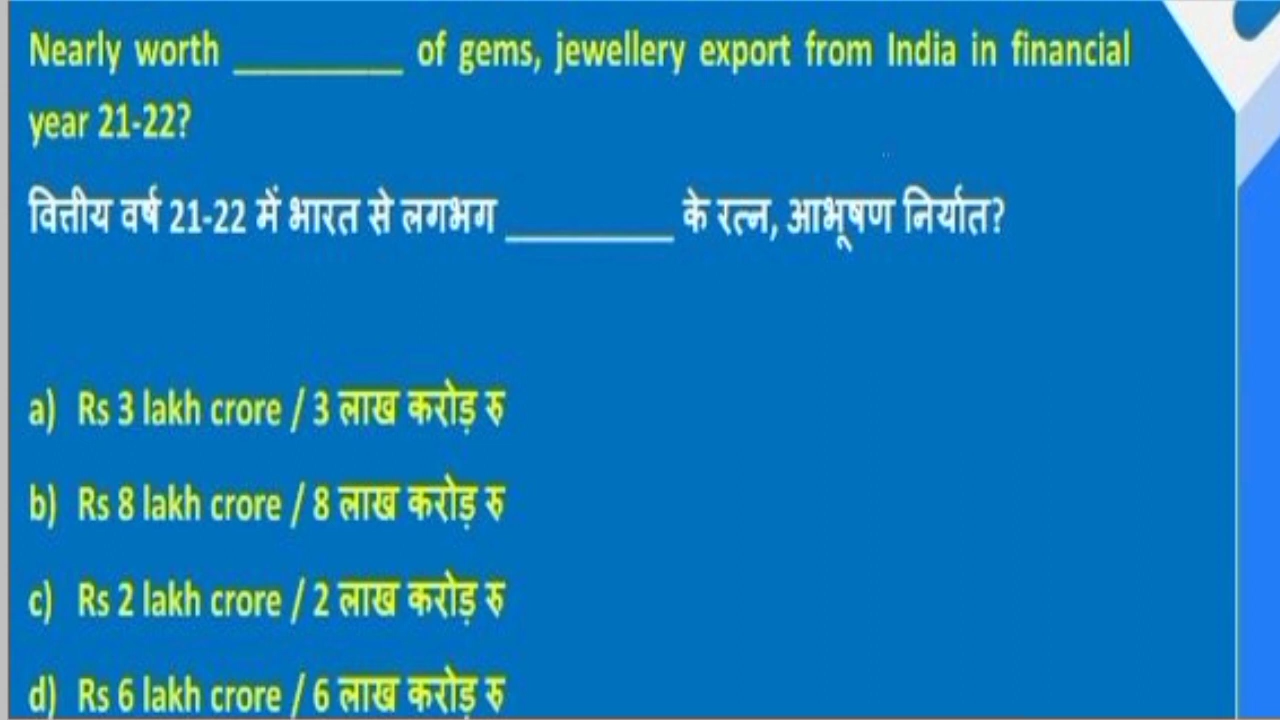 Nearly worth __________ of gems, jewellery export from India in financial
year 21-22?
वित्तीय वर्ष 21-22 में भारत से लगभग __________ के रत्न, आभूषण निर्यात?
a) Rs 3 lakh crore / 3 लाख करोड़ रु
b) Rs 8 lakh crore / 8 लाख करोड़ रु
c) Rs 2 lakh crore / 2 लाख करोड़ रु
d) Rs 6 lakh crore / 6 लाख करोड़ रु